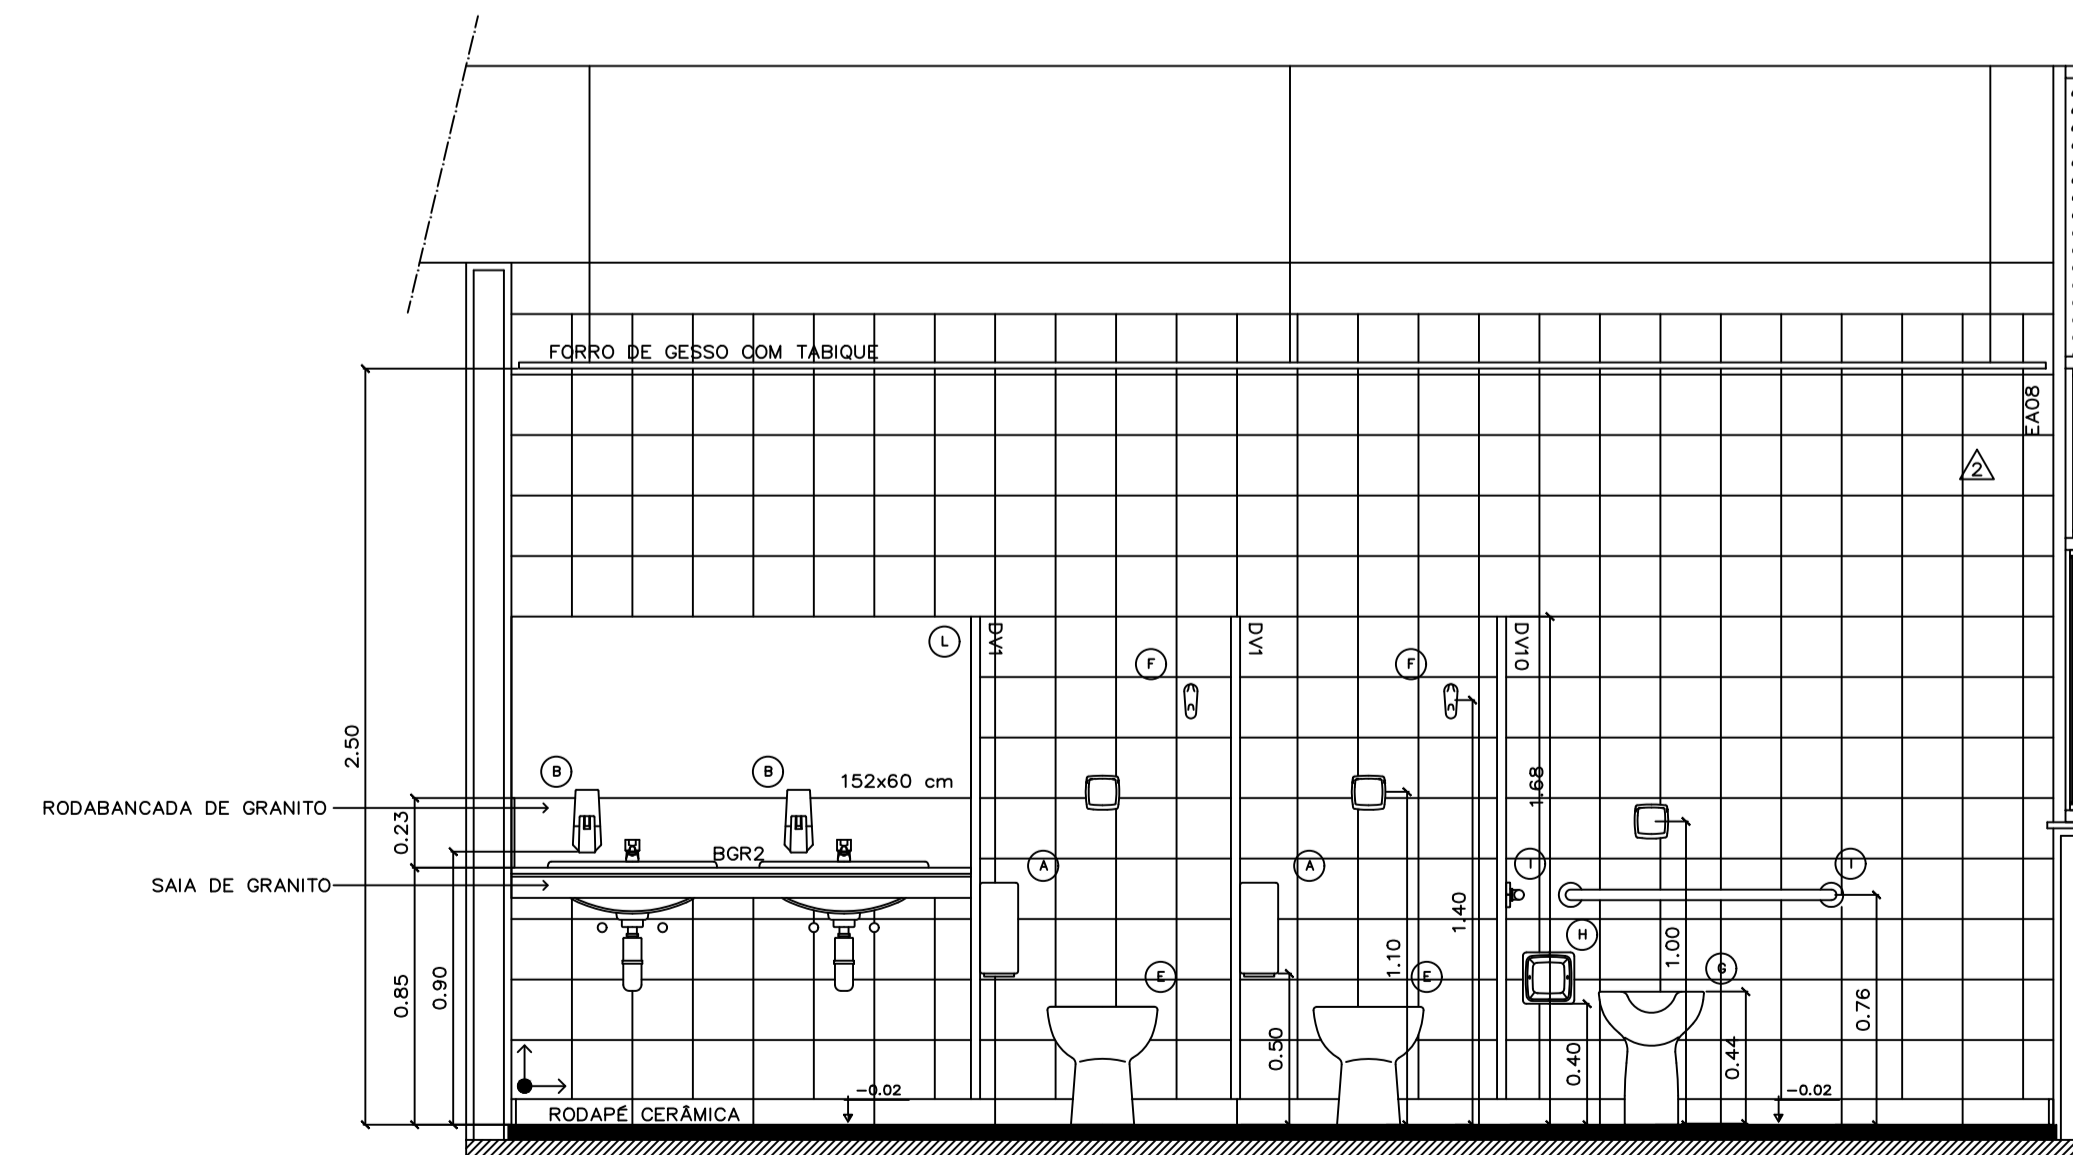 FORRO DE GESSO COM TABIQUE
EA08
2
L
DV1
DV1
DV10
F
F
2.50
B
B
152x60 cm
1.68
RODABANCADA DE GRANITO
0.23
BGR2
A
A
I
I
SAIA DE GRANITO
1.40
H
1.00
G
1.10
E
E
0.85
0.90
0.76
0.50
0.40
0.44
-0.02
-0.02
RODAPÉ CERÂMICA